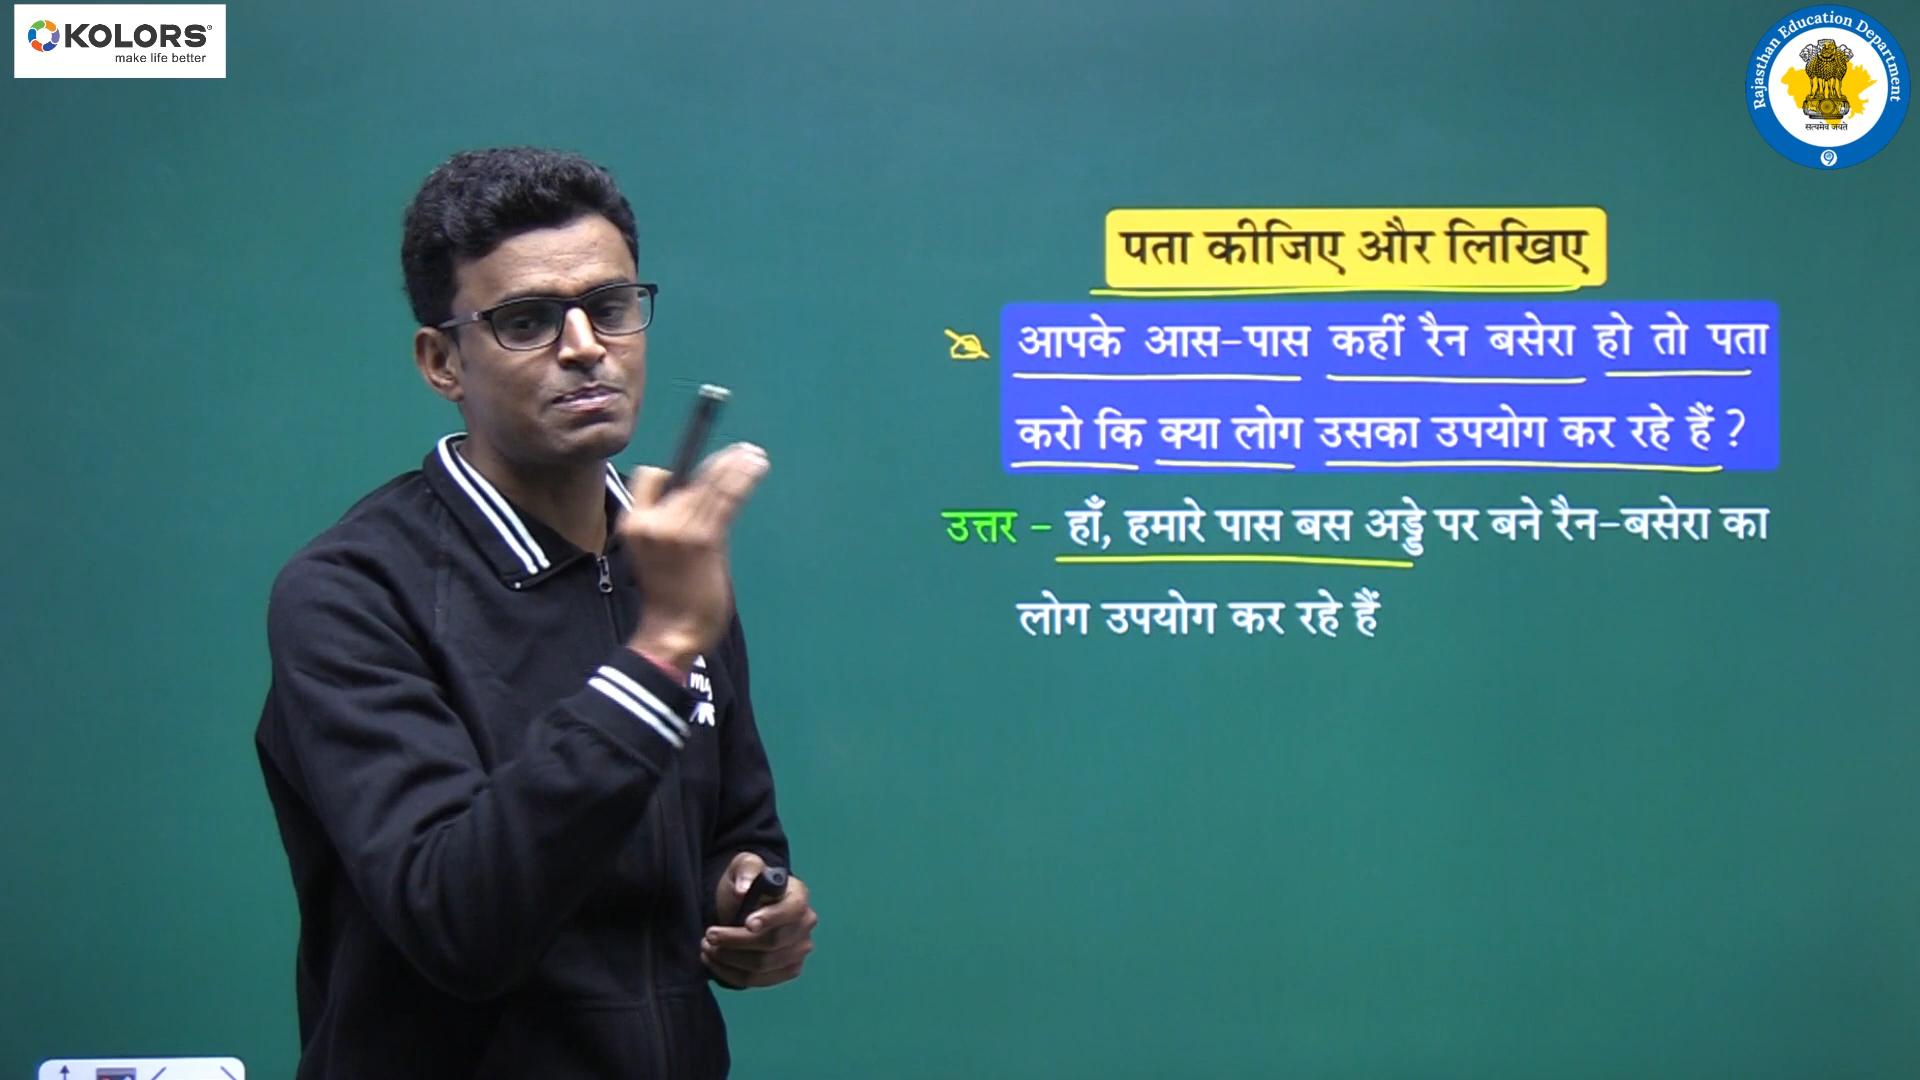 KOLORS
make life better
Rajasthan Education Department
सत्यमेव जयते
पता कीजिए और लिखिए
आपके आस-पास कहीं रैन बसेरा हो तो पता
करो कि क्या लोग उसका उपयोग कर रहे हैं ?
उत्तर - हाँ, हमारे पास बस अड्डे पर बने रैन-बसेरा का
लोग उपयोग कर रहे हैं